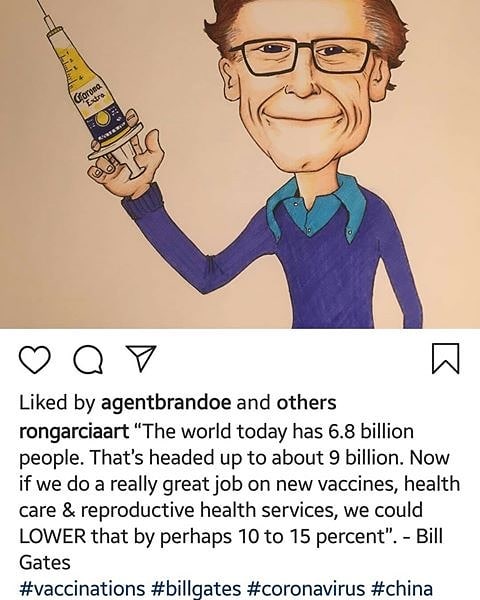 Corona
Extra
Liked by agentbrandoe and others
rongarciaart “The world today has 6.8 billion
people. That's headed up to about 9 billion. Now
if we do a really great job on new vaccines, health
care & reproductive health services, we could
LOWER that by perhaps 10 to 15 percent”. - Bill
Gates
#vaccinations #billgates #coronavirus #china